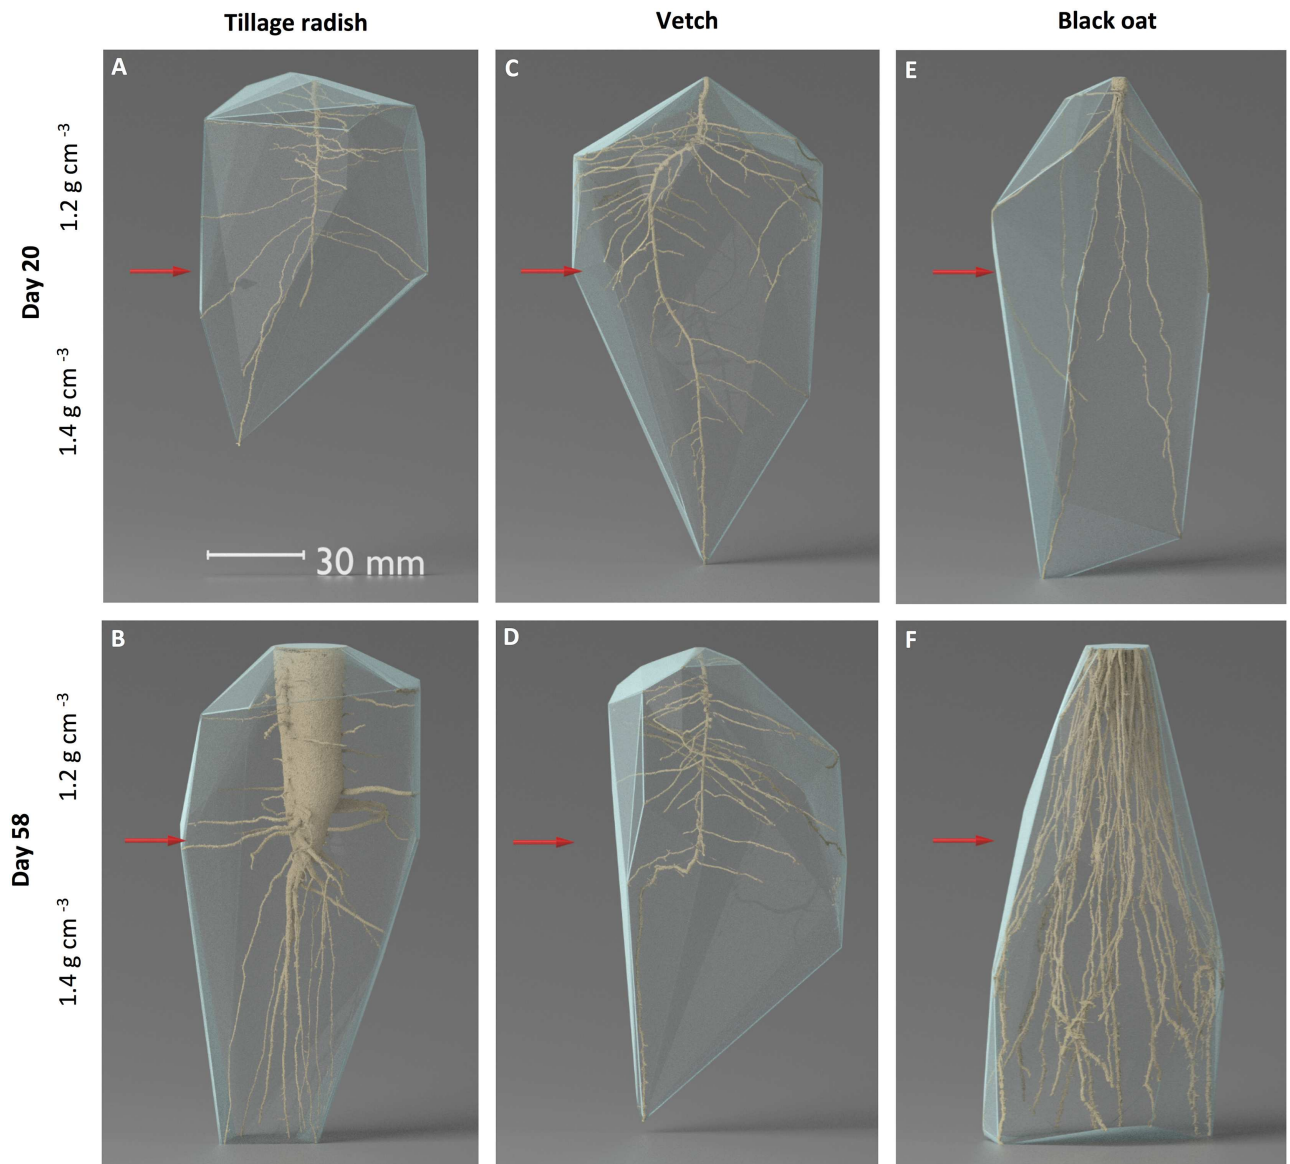 Tillage radish
Vetch
Black oat
A
C
E
1.2 g cm -3
Day 20
1.4 g cm -3
30 mm
B
D
F
1.2 g cm -3
Day 58
1.4 g cm -3